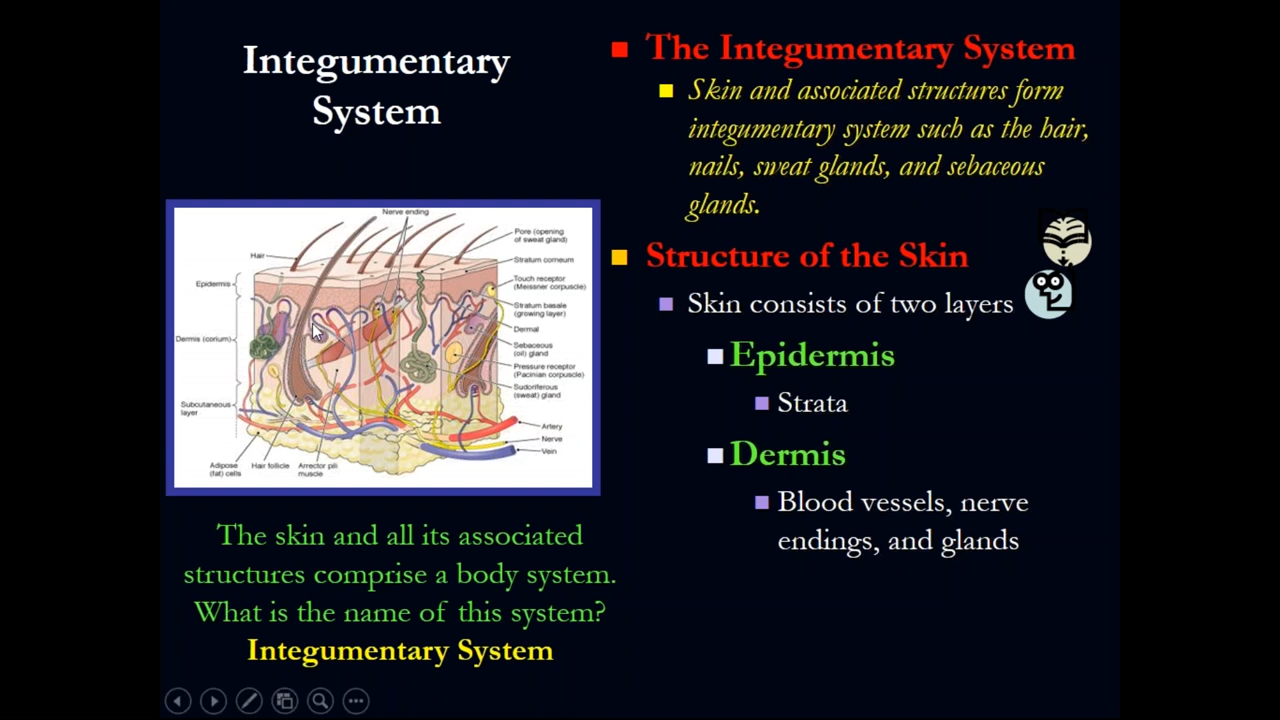 Integumentary
System
The Integumentary System
Skin and associated structures form
integumentary system such as the hair,
nails, sweat glands, and sebaceous
glands.
Structure of the Skin
Skin consists of two layers
Epidermis
Strata
Dermis
Blood vessels, nerve
endings, and glands
Nerve ending
Hair
Epidermis
Dermis (corium)
Subcutaneous
layer
Adipose
(fat) cells
Hair follicle
Arrector pili
muscle
Pore (opening
of sweat gland)
Stratum corneum
Touch receptor
(Meissner corpuscle)
Stratum basale
(growing layer)
Dermal
Sebaceous
(oil) gland
Pressure receptor
(Pacinian corpuscle)
Sudoriferous
(sweat) gland
Artery
Nerve
Vein
The skin and all its associated
structures comprise a body system.
What is the name of this system?
Integumentary System